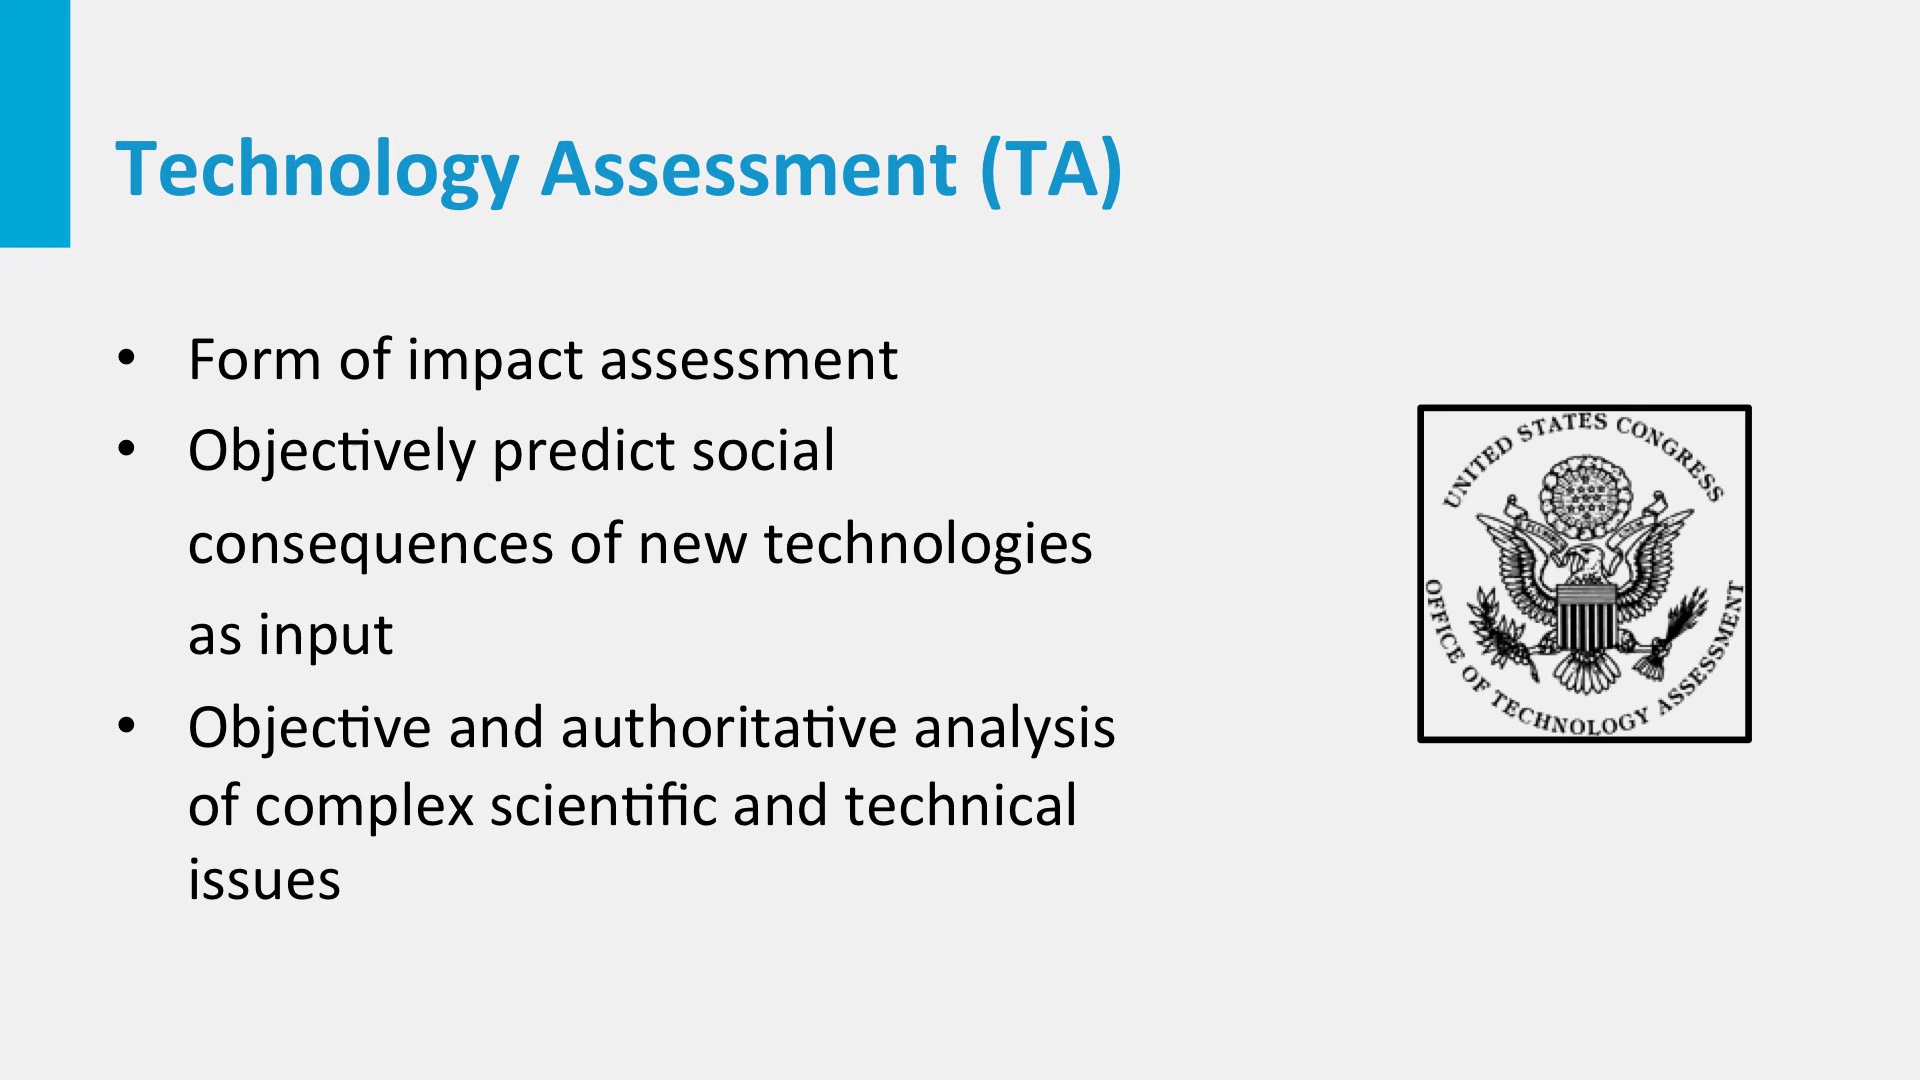 Technology Assessment (TA)
• Form of impact assessment
• Objectively predict social
consequences of new technologies
as input
• Objective and authoritative analysis
of complex scientific and technical
issues
UNITED STATES CONGRESS
OFFICE OF TECHNOLOGY ASSESSMENT